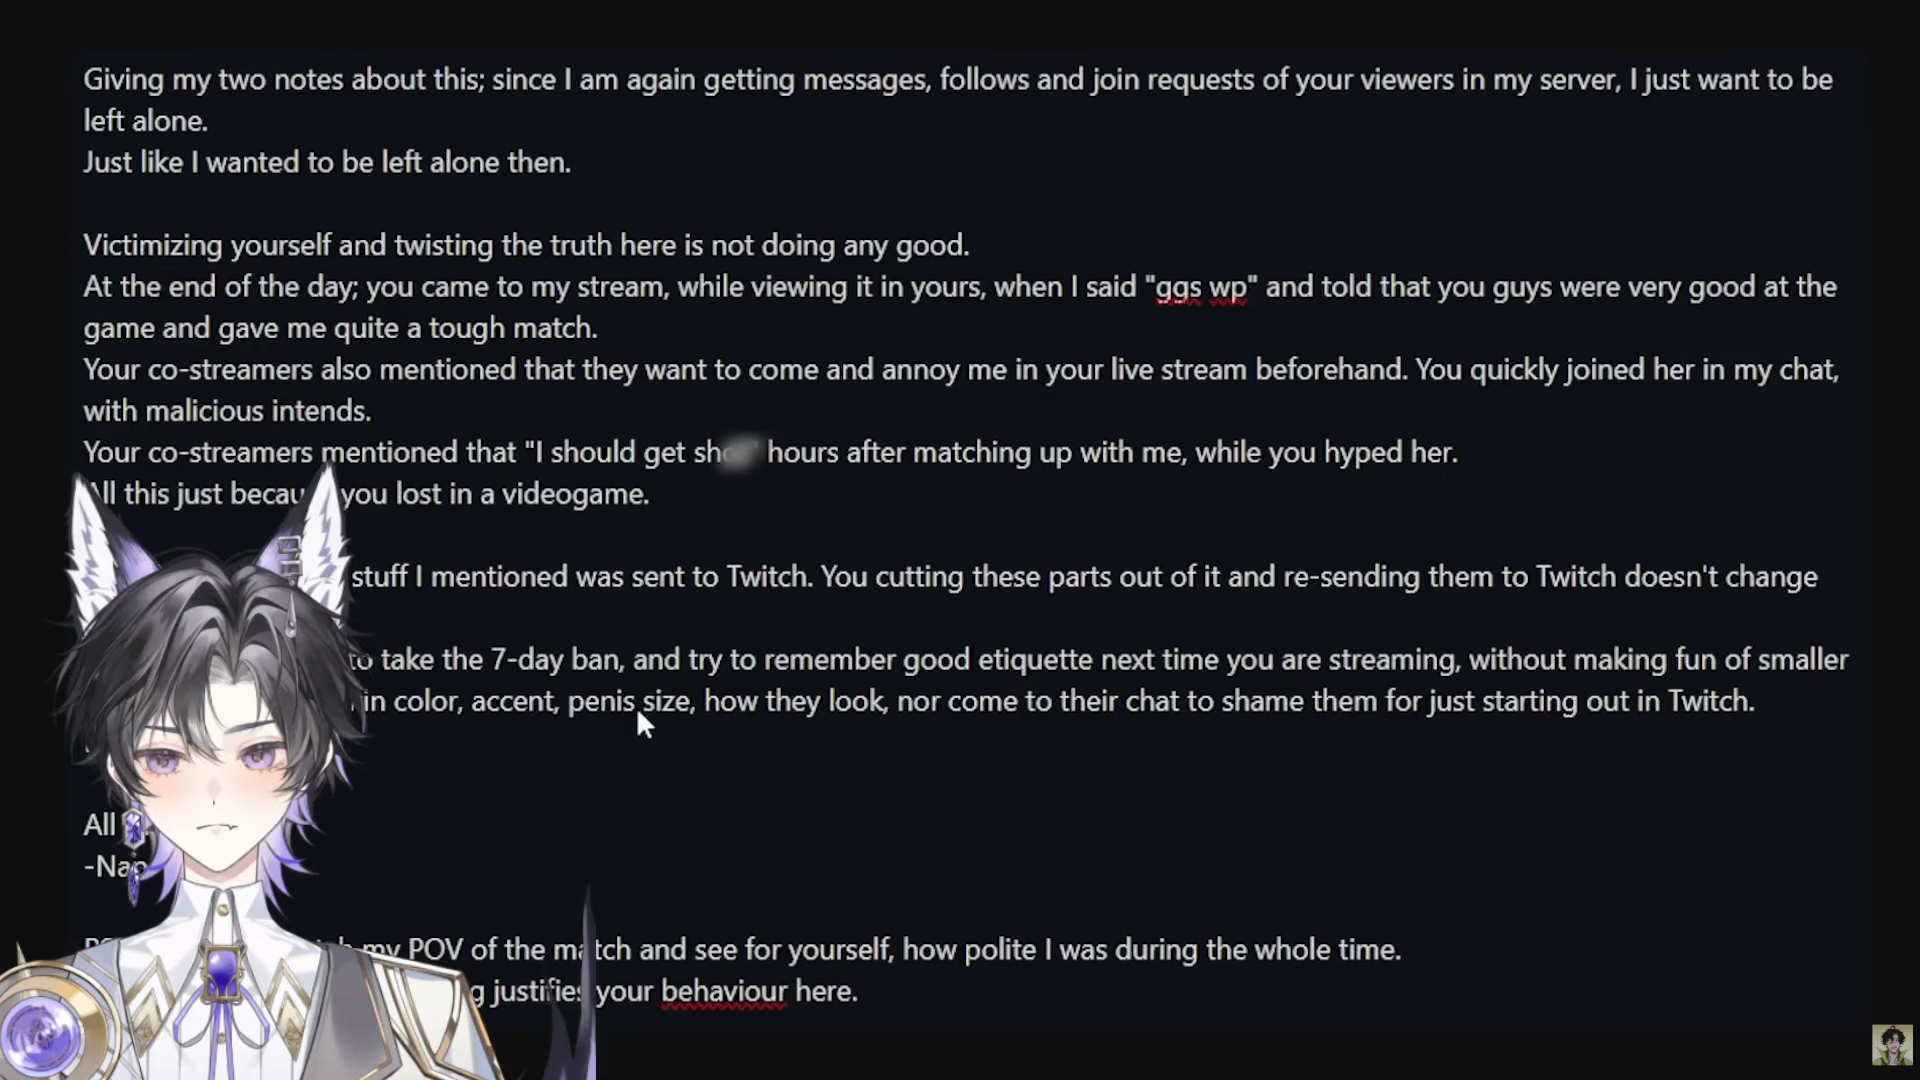 Giving my two notes about this; since I am again getting messages, follows and join requests of your viewers in my server, I just want to be
left alone.
Just like I wanted to be left alone then.
Victimizing yourself and twisting the truth here is not doing any good.
At the end of the day; you came to my stream, while viewing it in yours, when I said "ggs wp" and told that you guys were very good at the
game and gave me quite a tough match.
Your co-streamers also mentioned that they want to come and annoy me in your live stream beforehand. You quickly joined her in my chat,
with malicious intends.
Your co-streamers mentioned that "I should get hours after matching up with me, while you hyped her.
All this just because you lost in a videogame.
stuff I mentioned was sent to Twitch. You cutting these parts out of it and re-sending them to Twitch doesn't change
to take the 7-day ban, and try to remember good etiquette next time you are streaming, without making fun of smaller
in color, accent, penis size, how they look, nor come to their chat to shame them for just starting out in Twitch.
All
my POV of the match and see for yourself, how polite I was during the whole time.
justifies your behaviour here.